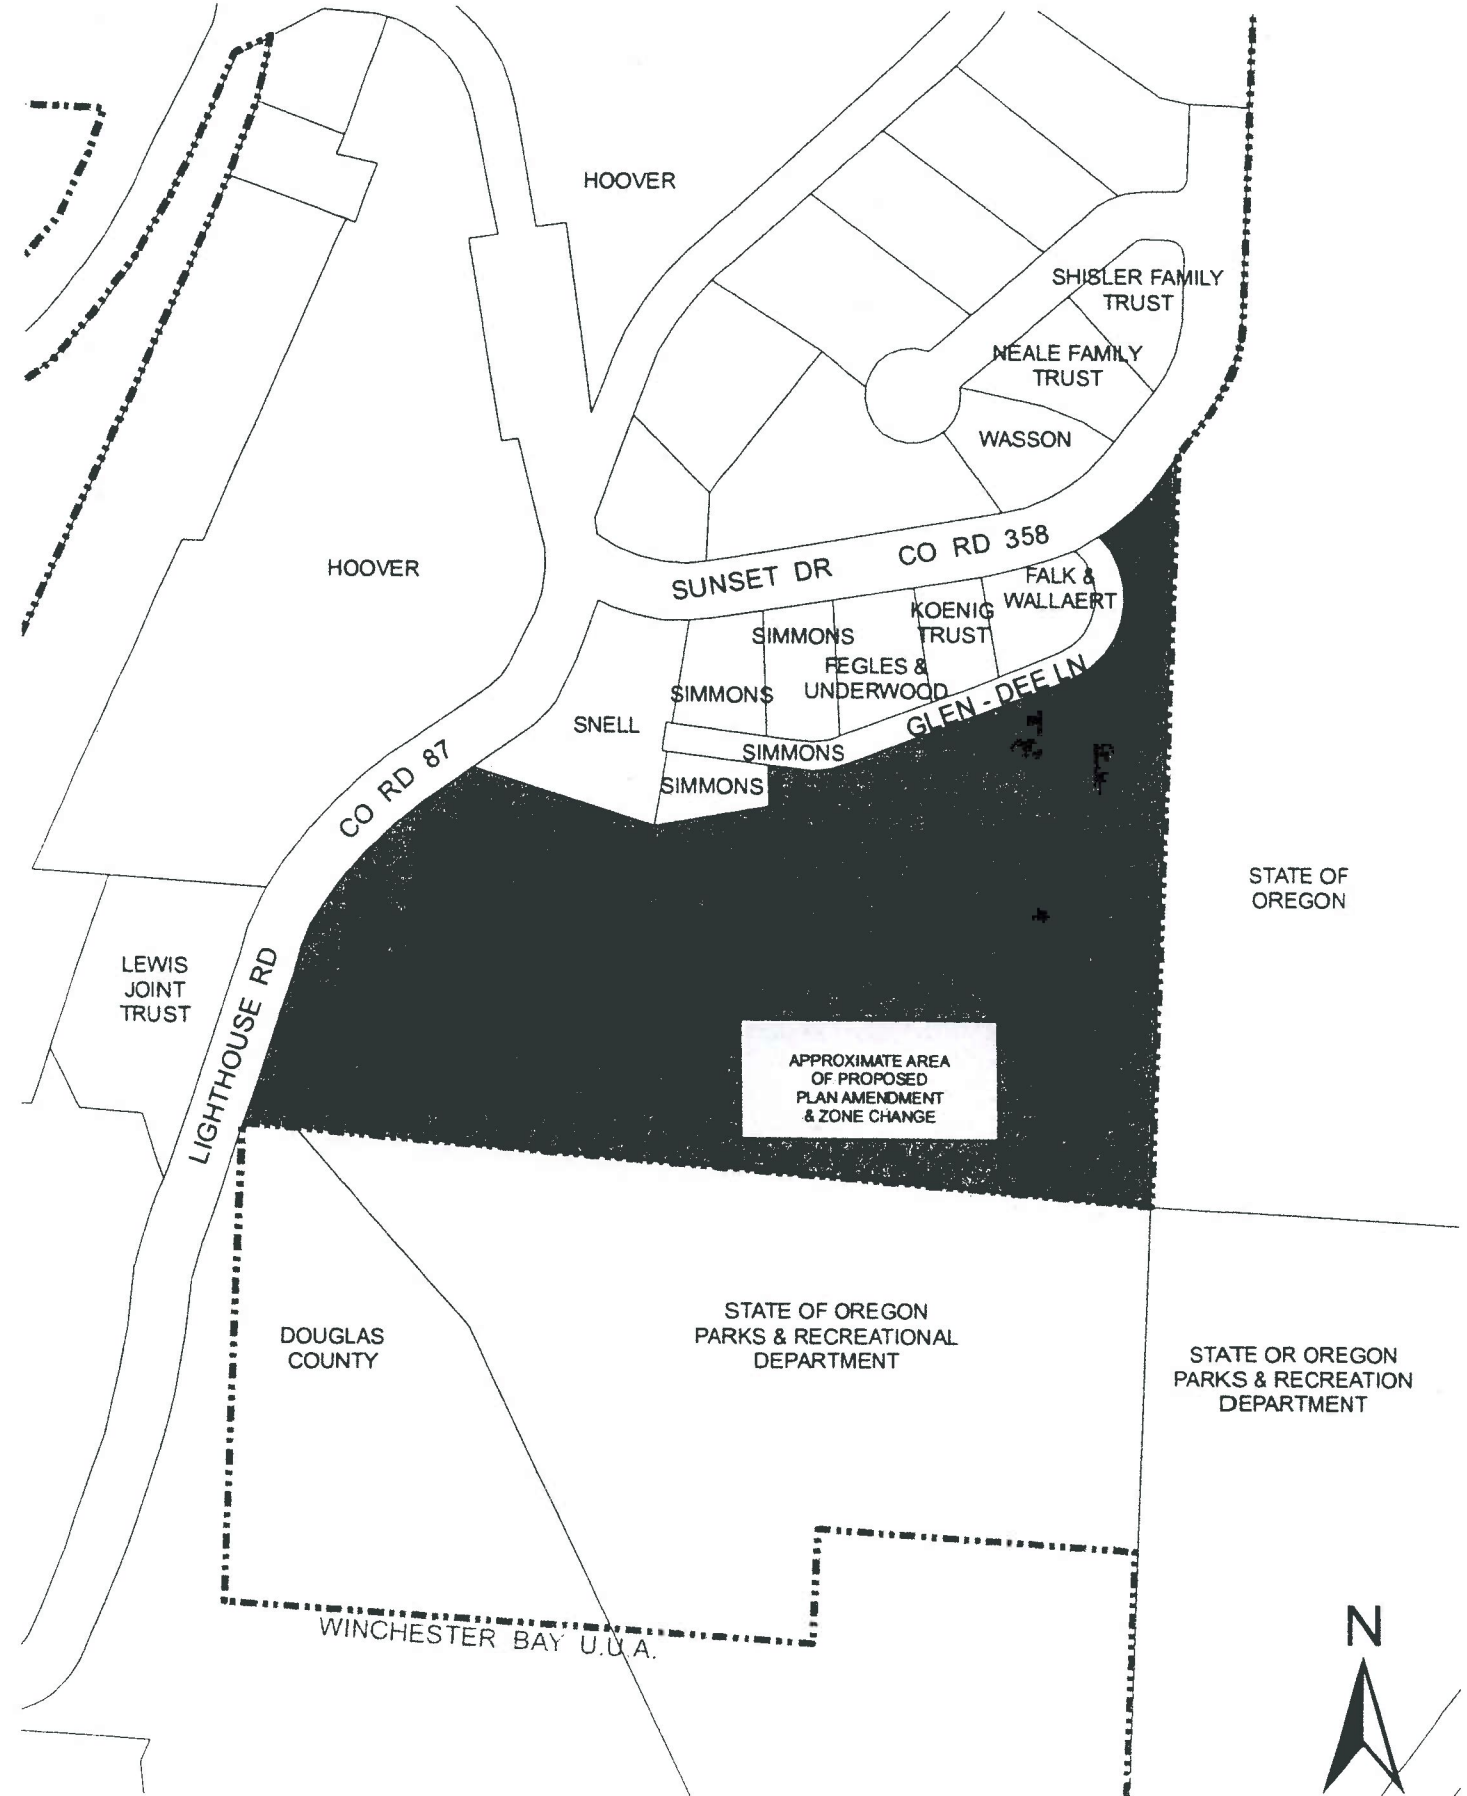 HOOVER
SHISLER FAMILY
TRUST
NEALE FAMILY
TRUST
WASSON
HOOVER
SUNSET DR CO RD 358
FALK &
WALLAERT
KOENIG
TRUST
SIMMONS
FEGLES &
UNDERWOOD
SIMMONS
SNELL
GLEN - DEE LN
SIMMONS
SIMMONS
LIGHTHOUSE RD CO RD 87
STATE OF
OREGON
LEWIS
JOINT
TRUST
APPROXIMATE AREA
OF PROPOSED
PLAN AMENDMENT
& ZONE CHANGE
DOUGLAS
COUNTY
STATE OF OREGON
PARKS & RECREATIONAL
DEPARTMENT
STATE OR OREGON
PARKS & RECREATION
DEPARTMENT
WINCHESTER BAY U.U.A.
N